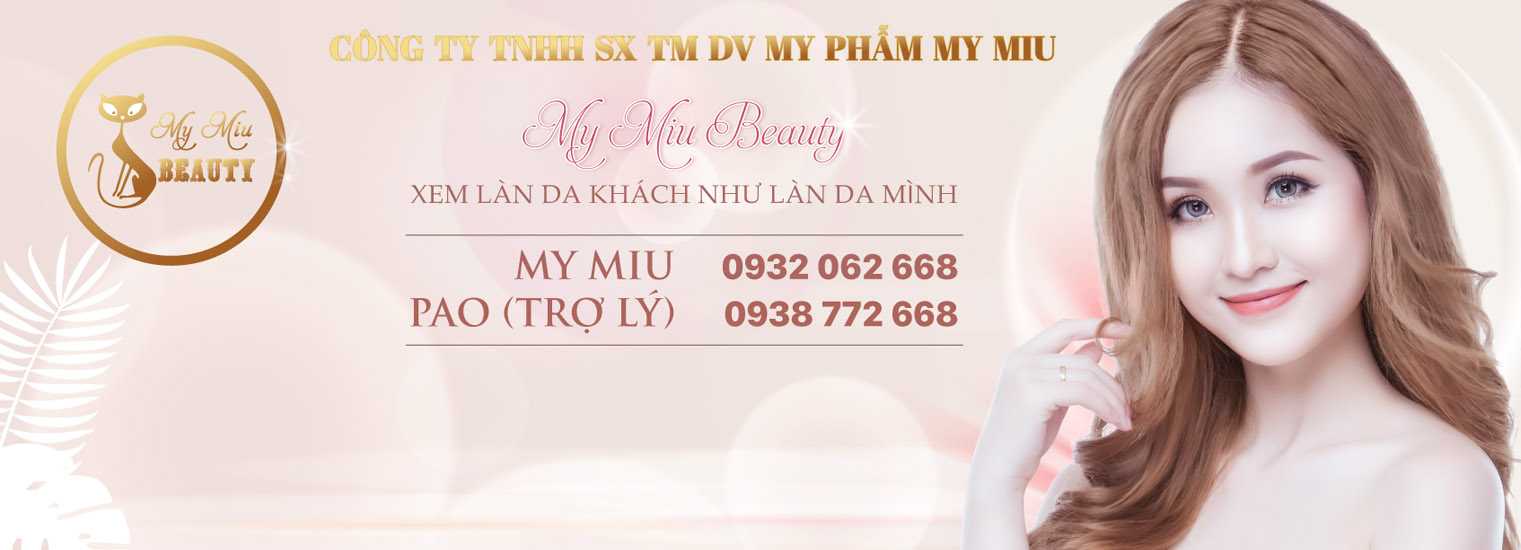 CÔNG TY TNHH SX TM DV MY PHẨM MY MIU
My Miu
BEAUTY
My Miu Beauty
XEM LÀN DA KHÁCH NHƯ LÀN DA MÌNH
MY MIU 0932 062 668
PAO (TRỢ LÝ) 0938 772 668